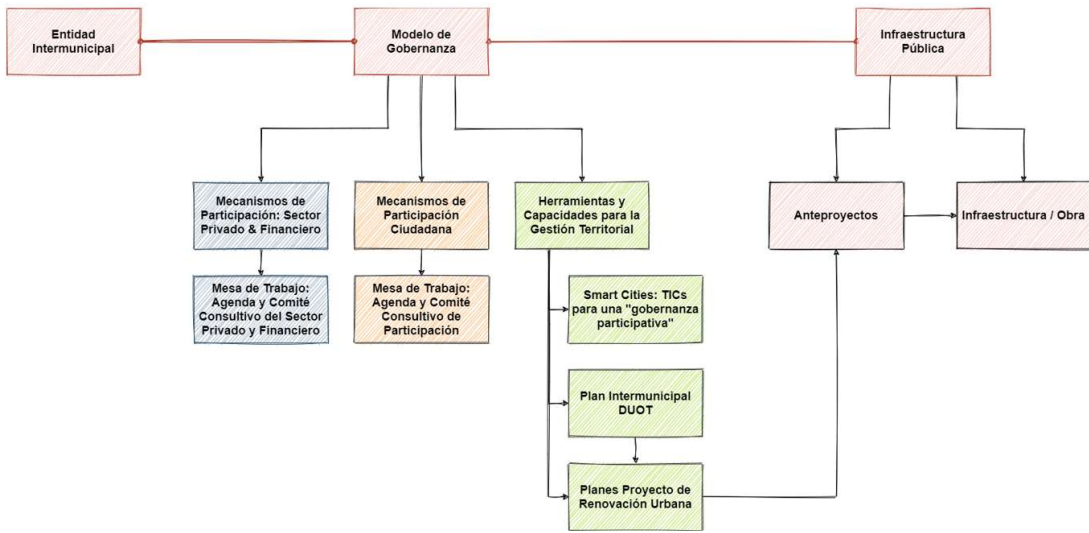 Entidad
Intermunicipal
Modelo de
Gobernanza
Infraestructura
Pública
Mecanismos de
Participación: Sector
Privado & Financiero
Mecanismos de
Participación
Ciudadana
Herramientas y
Capacidades para la
Gestión Territorial
Anteproyectos
Infraestructura / Obra
Mesa de Trabajo:
Agenda y Comité
Consultivo del Sector
Privado y Financiero
Mesa de Trabajo:
Agenda y Comité
Consultivo de
Participación
Smart Cities: TICs
para una "gobernanza
participativa"
Plan Intermunicipal
DUOT
Planes Proyecto de
Renovación Urbana